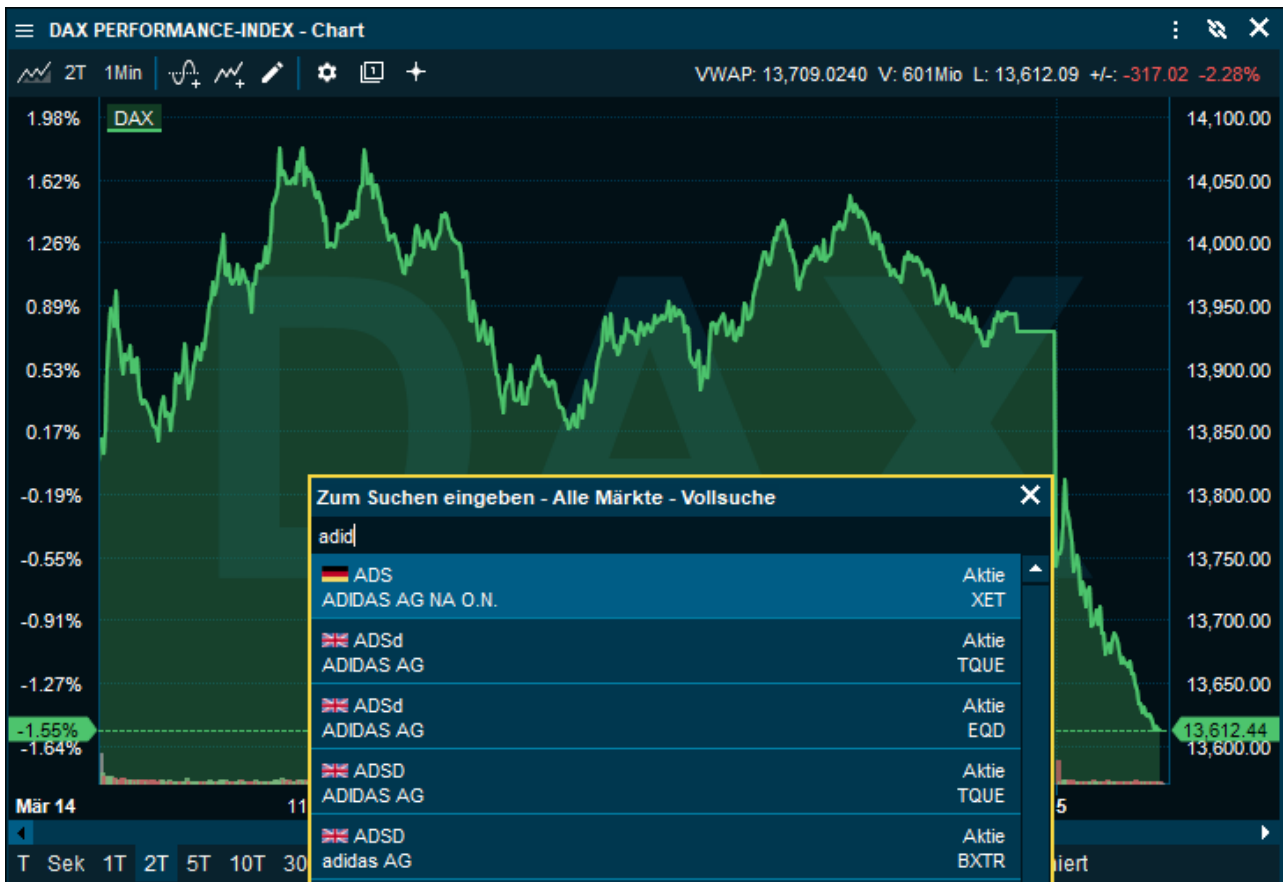 DAX PERFORMANCE-INDEX - Chart
2T 1Min 1 VWAP: 13,709.0240 V: 601Mio L: 13,612.09 +/-: -317.02 -2.28%
1.98% DAX 14,100.00
1.62% 14,050.00
1.26% 14,000.00
0.89% 13,950.00
0.53% 13,900.00
0.17% 13,850.00
DAX
-0.19% 13,800.00
Zum Suchen eingeben - Alle Märkte - Vollsuche
adid
-0.55% 13,750.00
ADS Aktie
ADIDAS AG NA O.N. XET
-0.91% 13,700.00
ADSd Aktie
ADIDAS AG TQUE
-1.27% 13,650.00
ADSd Aktie
ADIDAS AG EQD
-1.55% 13,612.44
-1.64% 13,600.00
ADSD Aktie
ADIDAS AG TQUE
Mär 14 11 5
ADSD Aktie
adidas AG BXTR
T Sek 1T 2T 5T 10T 30 iert